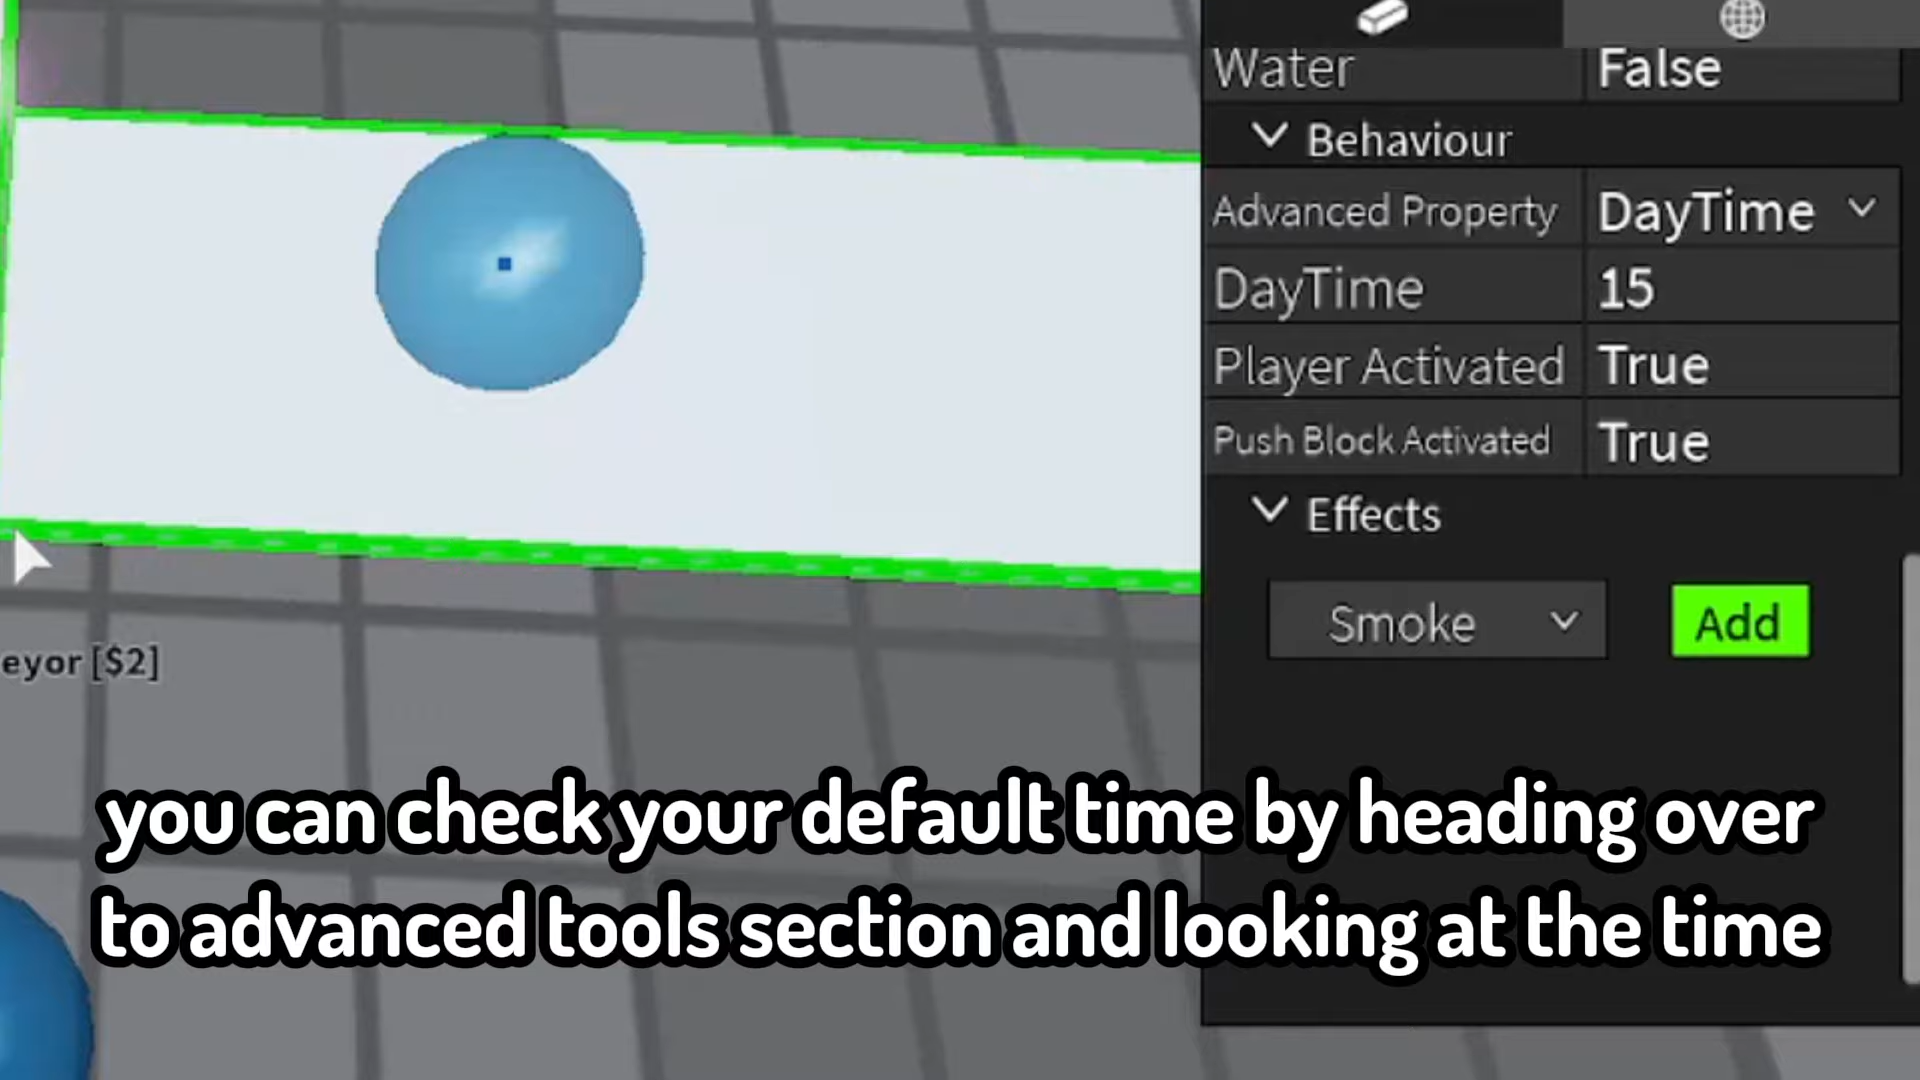 Water False
Behaviour
Advanced Property DayTime
DayTime 15
Player Activated True
Push Block Activated True
Effects
Smoke Add
eyor [$2]
you can check your default time by heading over
to advanced tools section and looking at the time